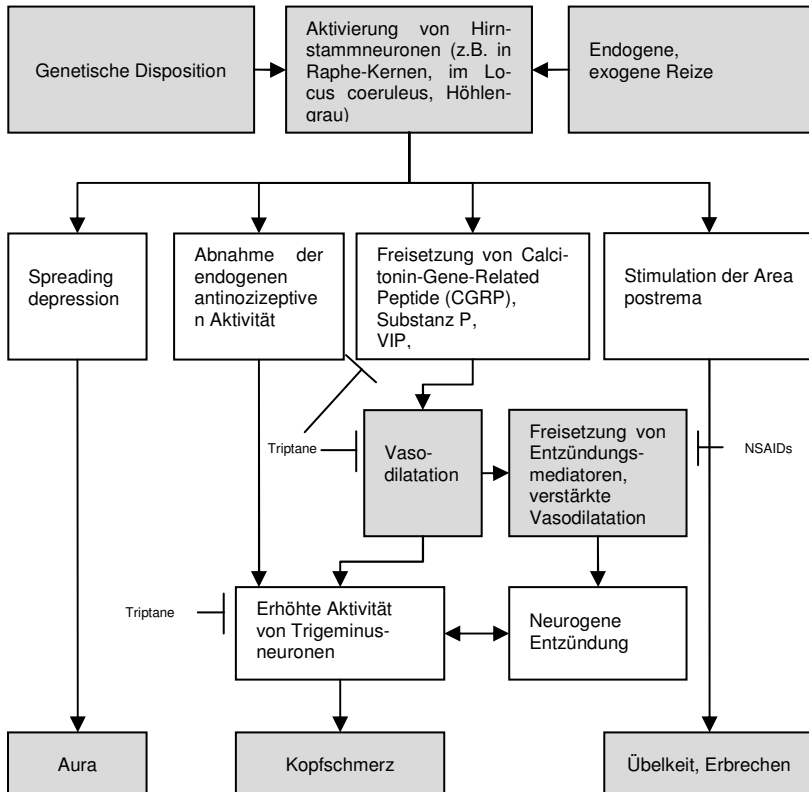 Genetische Disposition
Aktivierung von Hirn-
stammneuronen (z.B. in
Raphe-Kernen, im Lo-
cus coeruleus, Höhlen-
grau)
Endogene,
exogene Reize
Spreading
depression
Abnahme der
endogenen
antinozizeptive
n Aktivität
Freisetzung von Calci-
tonin-Gene-Related
Peptide (CGRP),
Substanz P,
VIP,
Stimulation der Area
postrema
Triptane
Vaso-
dilatation
Freisetzung von
Entzündungs-
mediatoren,
verstärkte
Vasodilatation
NSAIDs
Triptane
Erhöhte Aktivität
von Trigeminus-
neuronen
Neurogene
Entzündung
Aura
Kopfschmerz
Übelkeit, Erbrechen